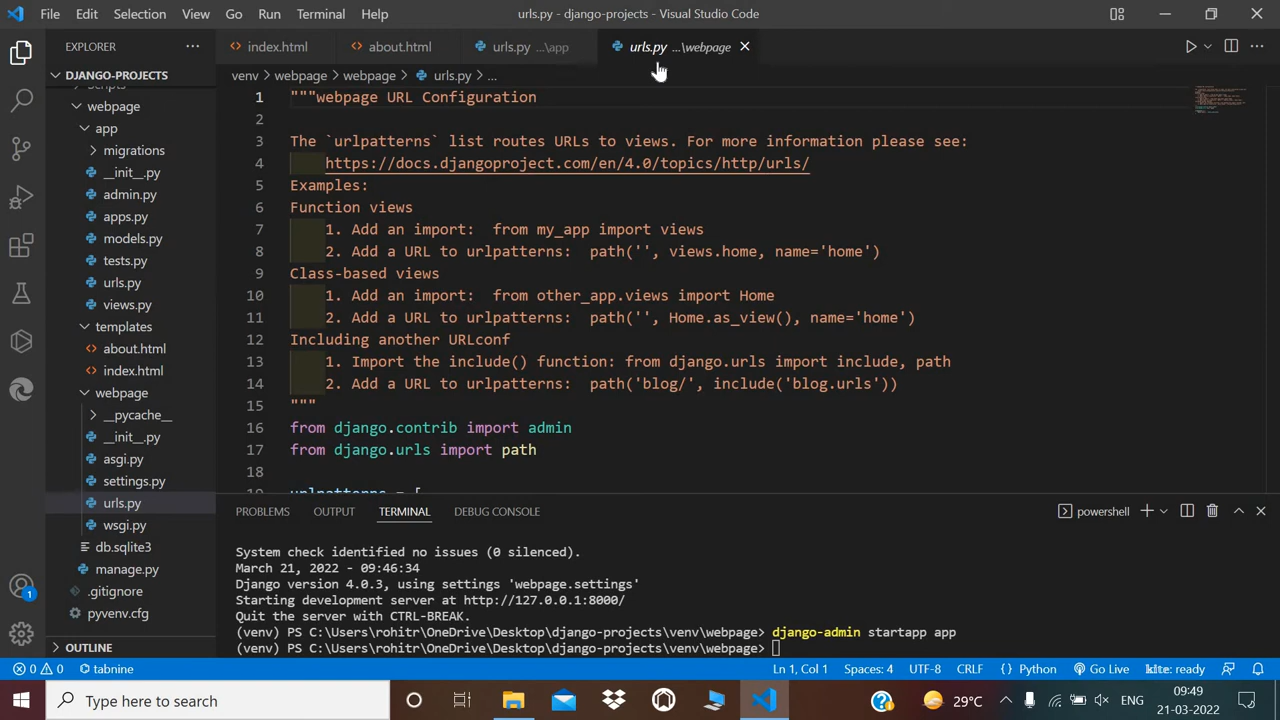 File Edit Selection View Go Run Terminal Help urls.py - django-projects - Visual Studio Code
EXPLORER
index.html
about.html
urls.py ...\app
urls.py ...\webpage
DJANGO-PROJECTS
venv > webpage > webpage > urls.py > ...
Scripts
webpage
app
migrations
__init__.py
admin.py
apps.py
models.py
tests.py
urls.py
views.py
templates
about.html
index.html
webpage
__pycache__
__init__.py
asgi.py
settings.py
urls.py
wsgi.py
db.sqlite3
manage.py
.gitignore
pyvenv.cfg
OUTLINE
1 """webpage URL Configuration
2
3 The `urlpatterns` list routes URLs to views. For more information please see:
4 https://docs.djangoproject.com/en/4.0/topics/http/urls/
5 Examples:
6 Function views
7 1. Add an import:  from my_app import views
8 2. Add a URL to urlpatterns:  path('', views.home, name='home')
9 Class-based views
10 1. Add an import:  from other_app.views import Home
11 2. Add a URL to urlpatterns:  path('', Home.as_view(), name='home')
12 Including another URLconf
13 1. Import the include() function: from django.urls import include, path
14 2. Add a URL to urlpatterns:  path('blog/', include('blog.urls'))
15 """
16 from django.contrib import admin
17 from django.urls import path
18
19 urlpatterns = [
PROBLEMS OUTPUT TERMINAL DEBUG CONSOLE
powershell
System check identified no issues (0 silenced).
March 21, 2022 - 09:46:34
Django version 4.0.3, using settings 'webpage.settings'
Starting development server at http://127.0.0.1:8000/
Quit the server with CTRL-BREAK.
(venv) PS C:\Users\rohitr\OneDrive\Desktop\django-projects\venv\webpage> django-admin startapp app
(venv) PS C:\Users\rohitr\OneDrive\Desktop\django-projects\venv\webpage>
1
0 0 tabnine Ln 1, Col 1 Spaces: 4 UTF-8 CRLF { } Python Go Live kite: ready
Type here to search
29°C
ENG
09:49
21-03-2022